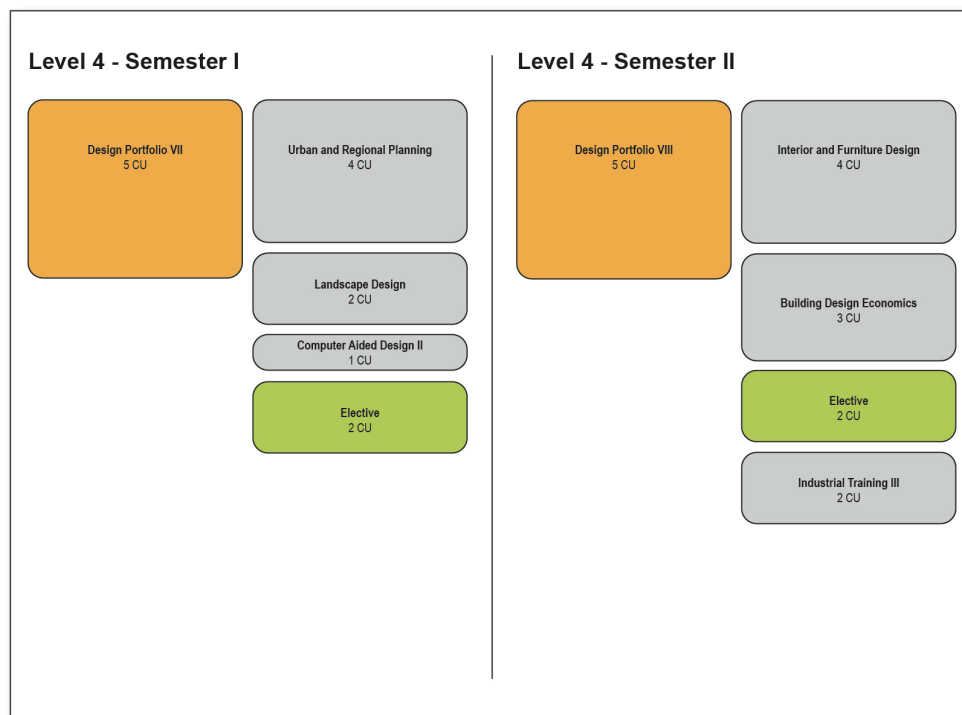 Level 4 - Semester I
Design Portfolio VII
5 CU
Urban and Regional Planning
4 CU
Landscape Design
2 CU
Computer Aided Design II
1 CU
Elective
2 CU
Level 4 - Semester II
Design Portfolio VIII
5 CU
Interior and Furniture Design
4 CU
Building Design Economics
3 CU
Elective
2 CU
Industrial Training III
2 CU